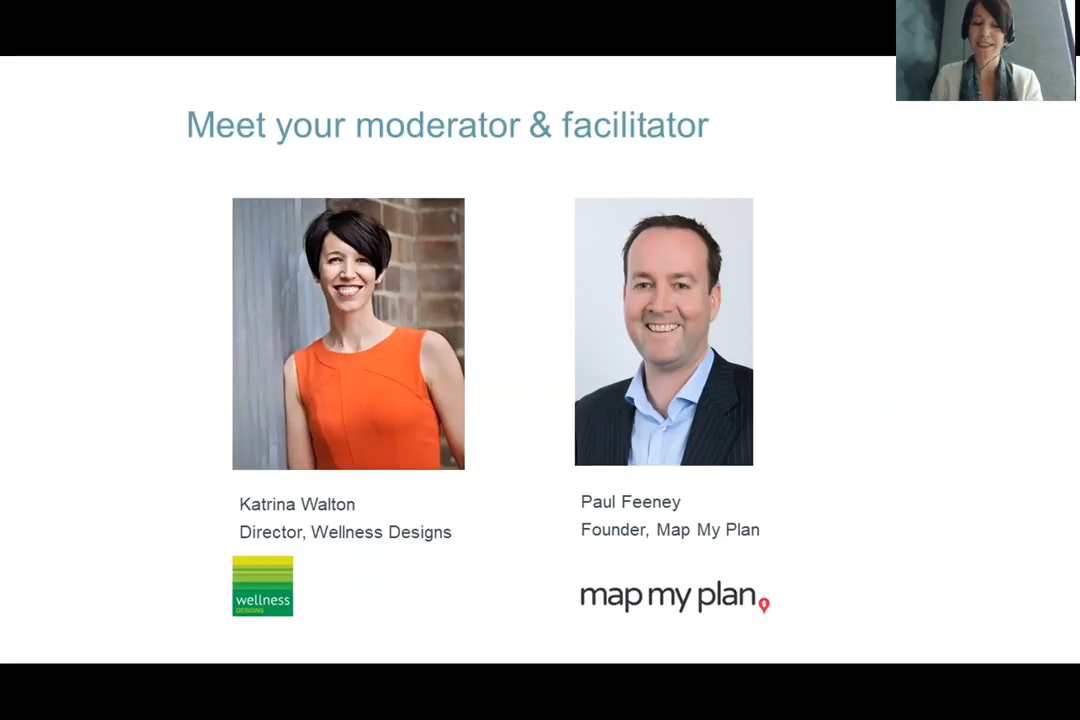 Meet your moderator & facilitator
Katrina Walton
Director, Wellness Designs
wellness
DESIGNS
Paul Feeney
Founder, Map My Plan
map my plan